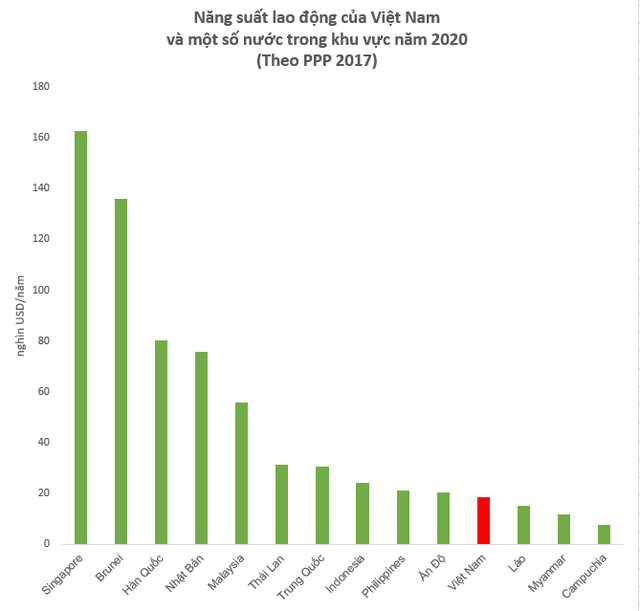 Năng suất lao động của Việt Nam
và một số nước trong khu vực năm 2020
(Theo PPP 2017)
180
160
140
120
100
80
60
40
20
0
nghìn USD/năm
Singapore
Brunei
Hàn Quốc
Nhật Bản
Malaysia
Thái Lan
Trung Quốc
Indonesia
Philippines
Ấn Độ
Việt Nam
Lào
Myanmar
Campuchia